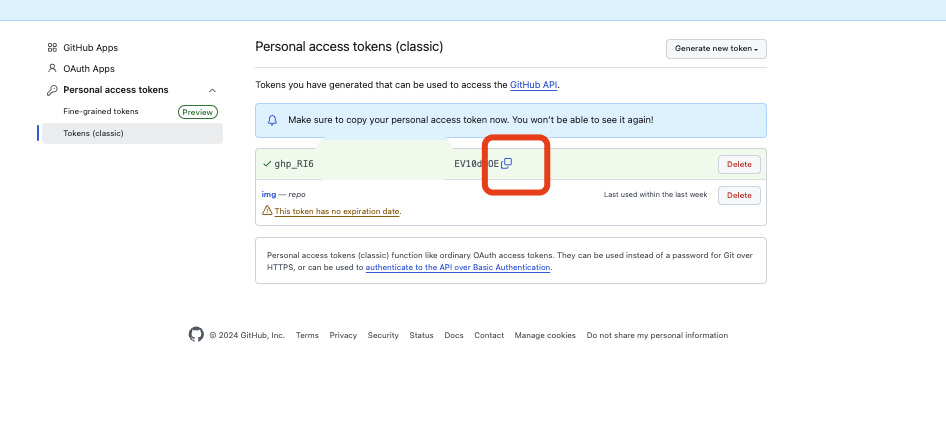 GitHub Apps
OAuth Apps
Personal access tokens
Fine-grained tokens Preview
Tokens (classic)
Personal access tokens (classic)
Generate new token
Tokens you have generated that can be used to access the GitHub API.
Make sure to copy your personal access token now. You won't be able to see it again!
ghp_RI6
Delete
img — repo
Last used within the last week
Delete
This token has no expiration date.
Personal access tokens (classic) function like ordinary OAuth access tokens. They can be used instead of a password for Git over
HTTPS, or can be used to authenticate to the API over Basic Authentication.
© 2024 GitHub, Inc. Terms Privacy Security Status Docs Contact Manage cookies Do not share my personal information